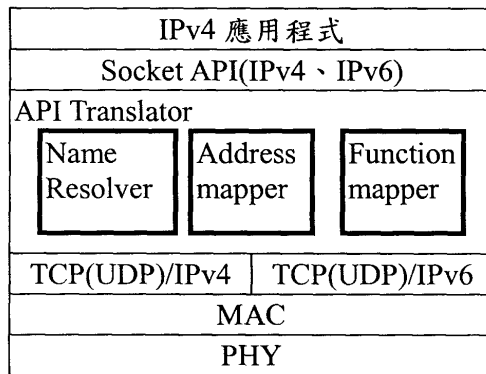 IPv4 應用程式
Socket API(IPv4、IPv6)
API Translator
Name Resolver
Address mapper
Function mapper
TCP(UDP)/IPv4
TCP(UDP)/IPv6
MAC
PHY